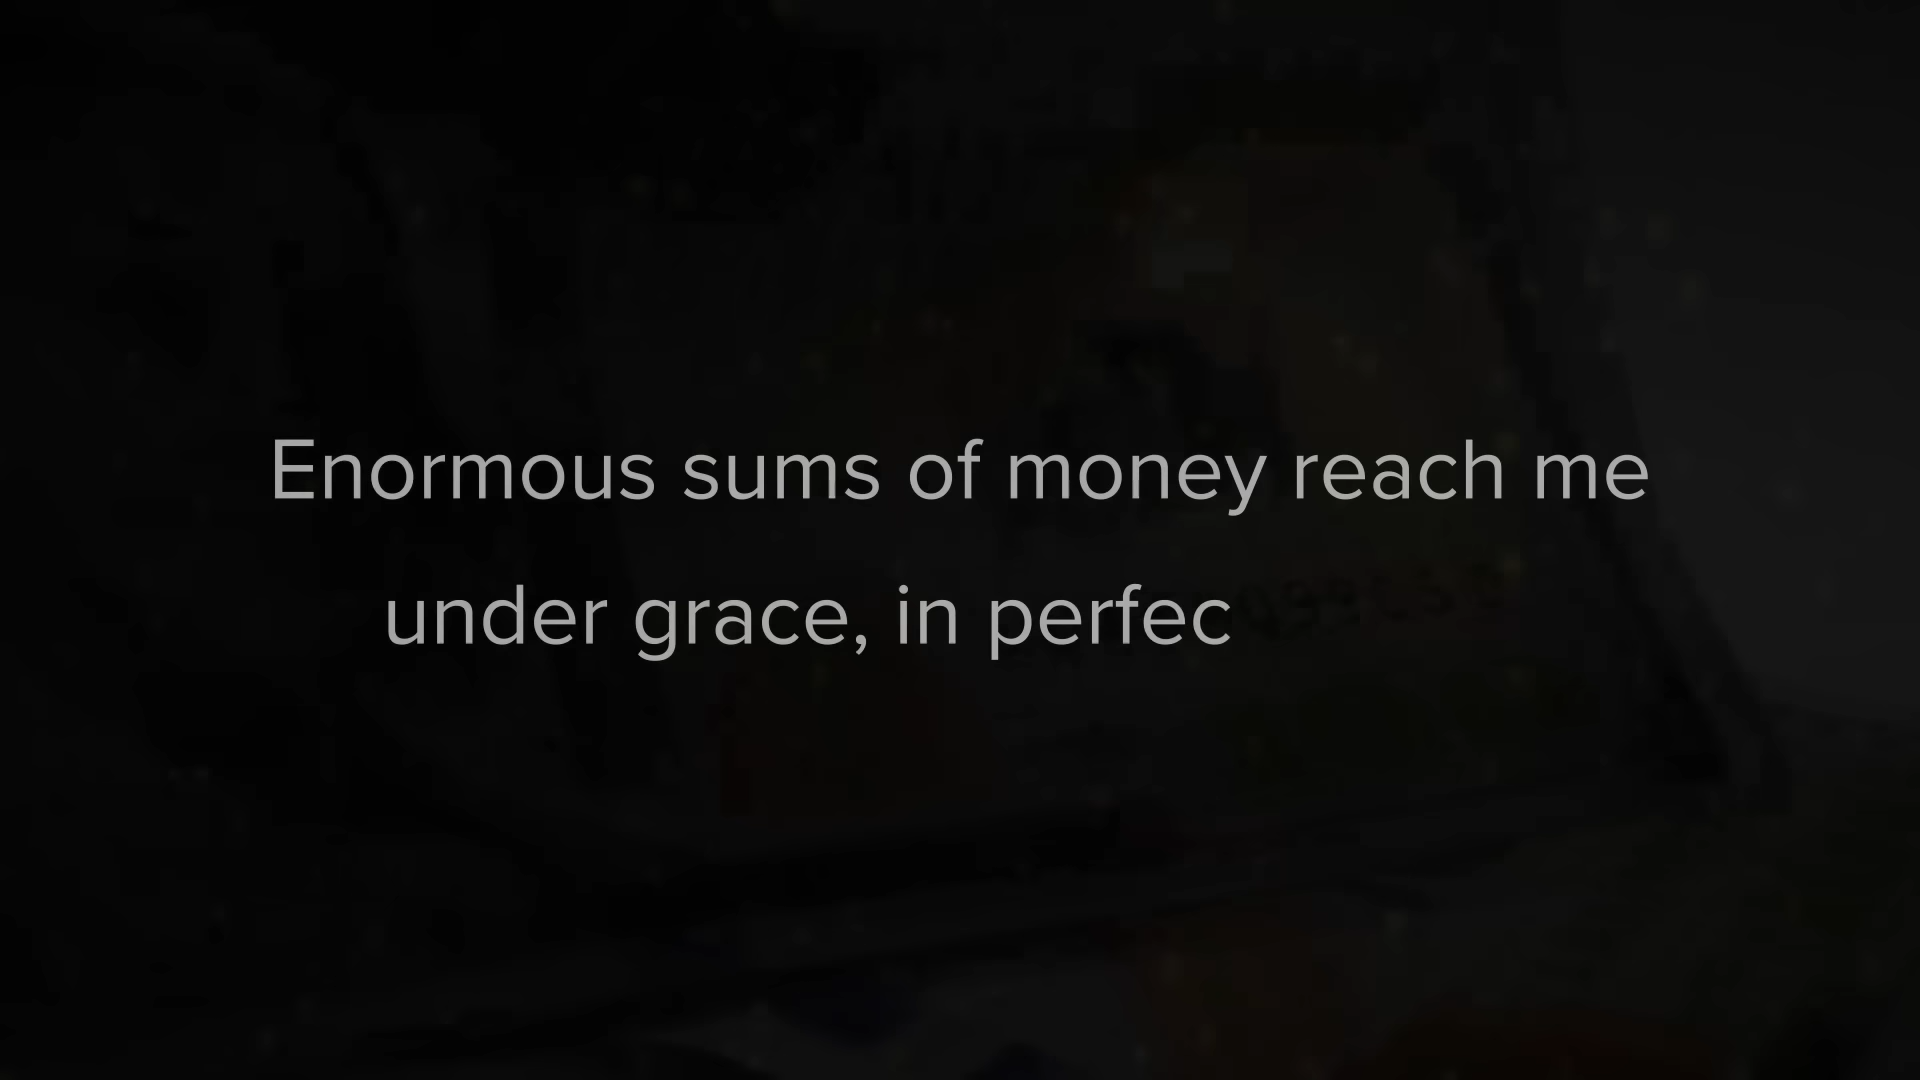 Enormous sums of money reach me
under grace, in perfec